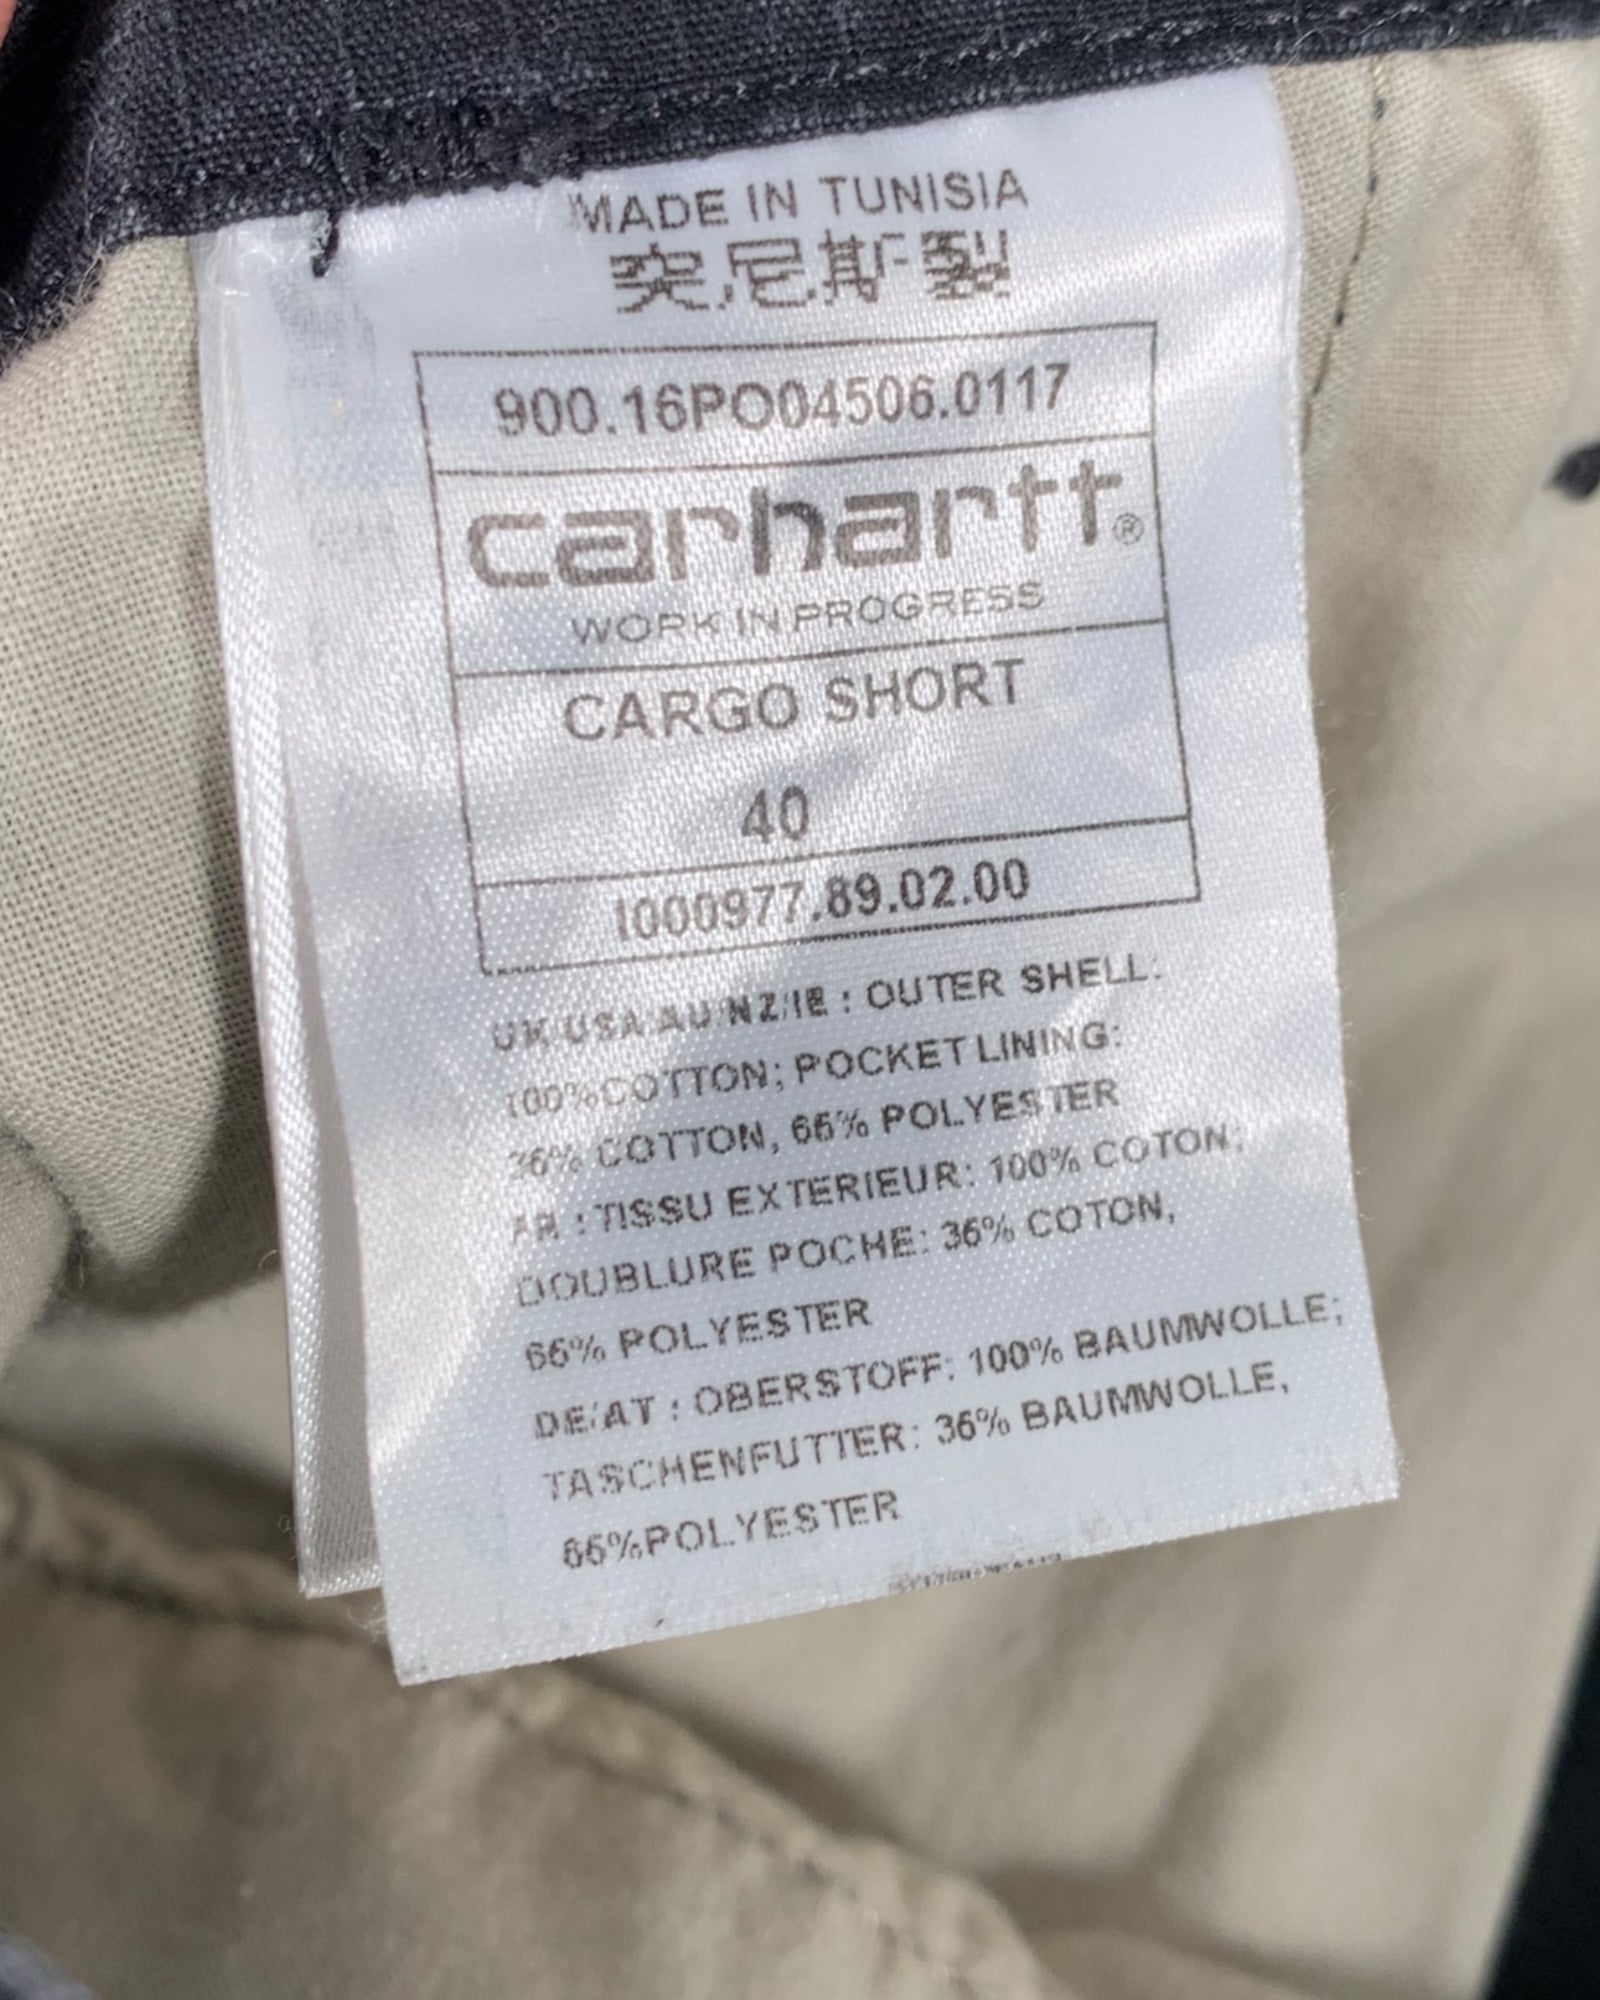 MADE IN TUNISIA
突尼斯製
900.16PO04506.0117
carhartt®
WORK IN PROGRESS
CARGO SHORT
40
I000977.89.02.00
UK/USA/AU/NZ/IE : OUTER SHELL:
100%COTTON; POCKET LINING:
36% COTTON, 66% POLYESTER
FR : TISSU EXTERIEUR: 100% COTON;
DOUBLURE POCHE: 36% COTON,
66% POLYESTER
DE/AT : OBERSTOFF: 100% BAUMWOLLE;
TASCHENFUTTER: 36% BAUMWOLLE,
66%POLYESTER